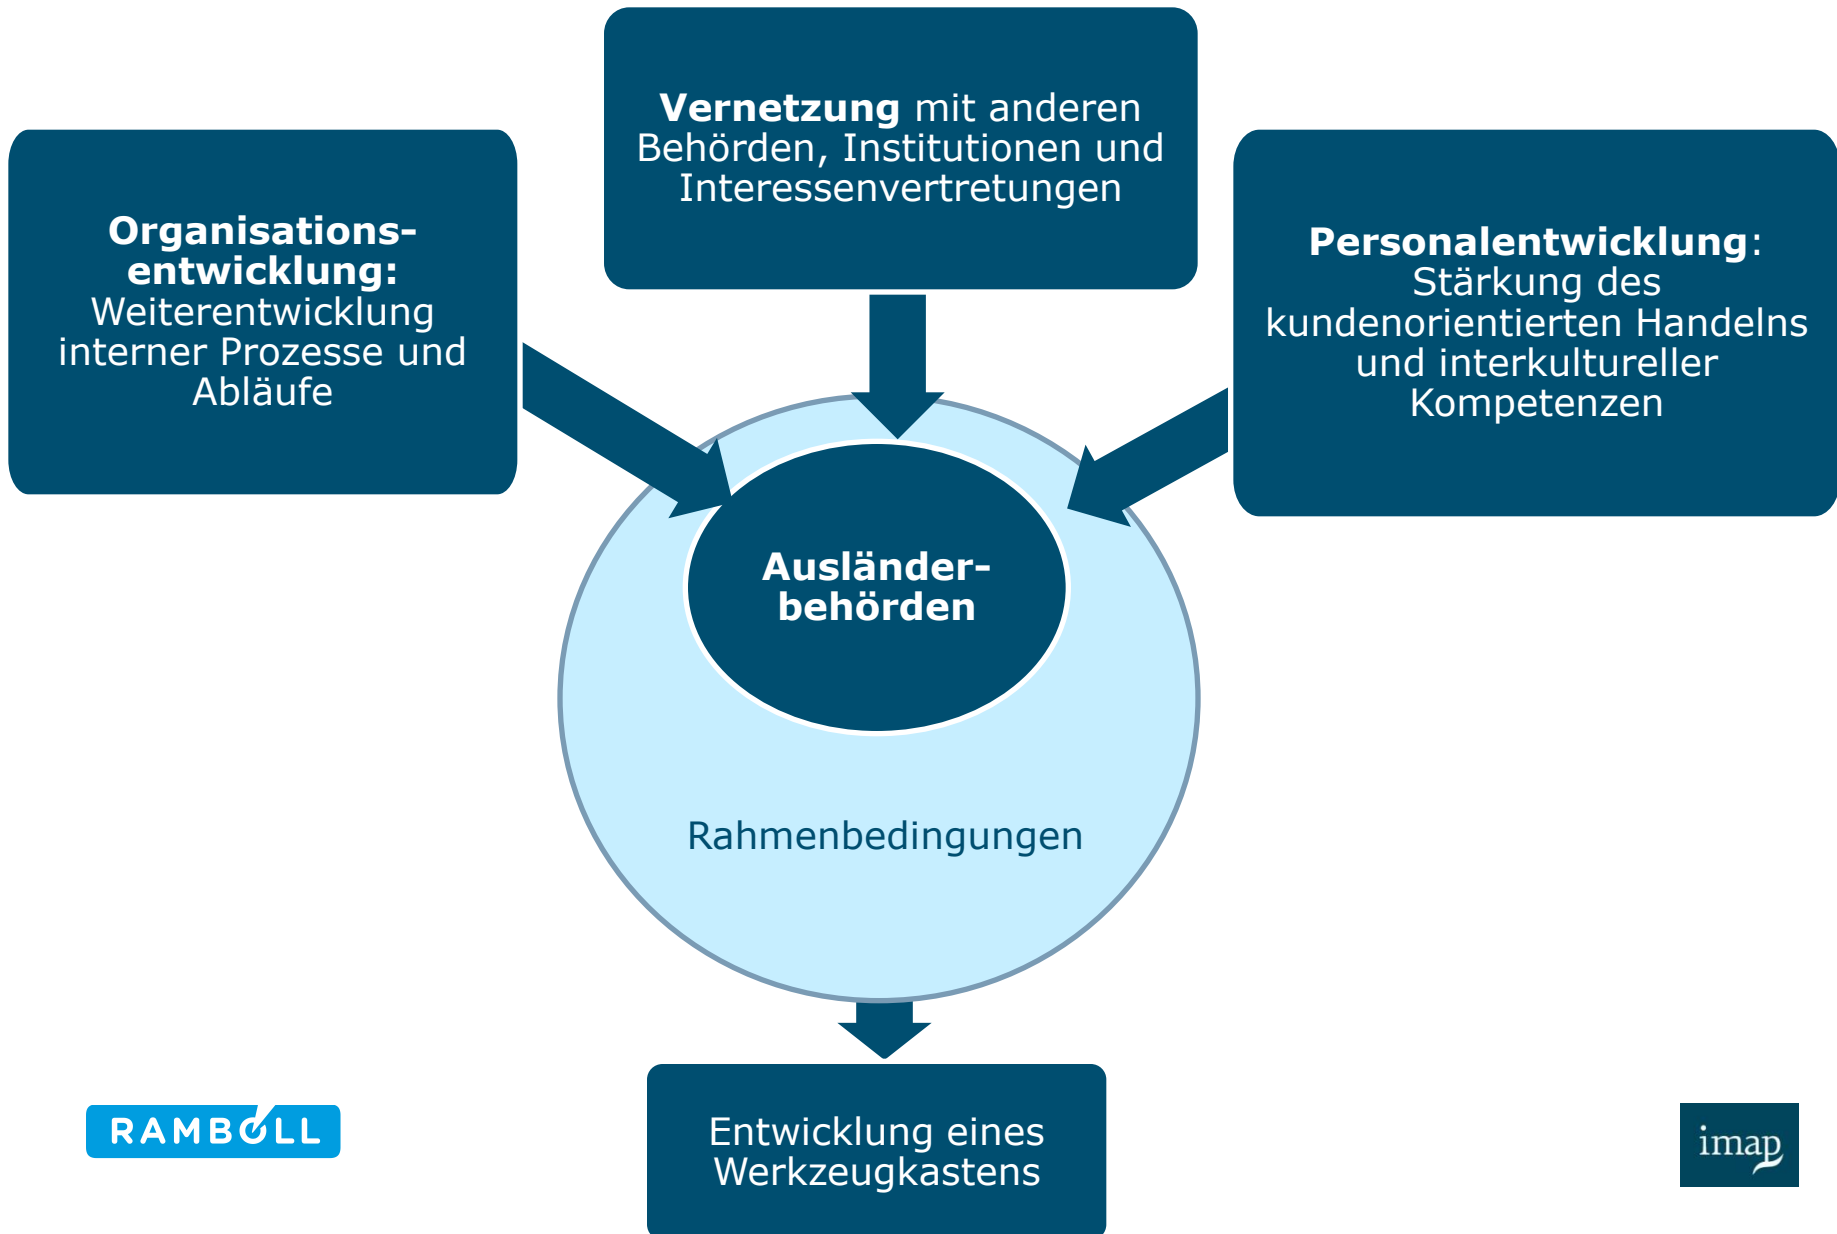 Vernetzung mit anderen
Behörden, Institutionen und
Interessenvertretungen
Organisations-
entwicklung:
Weiterentwicklung
interner Prozesse und
Abläufe
Personalentwicklung:
Stärkung des
kundenorientierten Handelns
und interkultureller
Kompetenzen
Ausländer-
behörden
Rahmenbedingungen
Entwicklung eines
Werkzeugkastens
RAMBOLL
imap